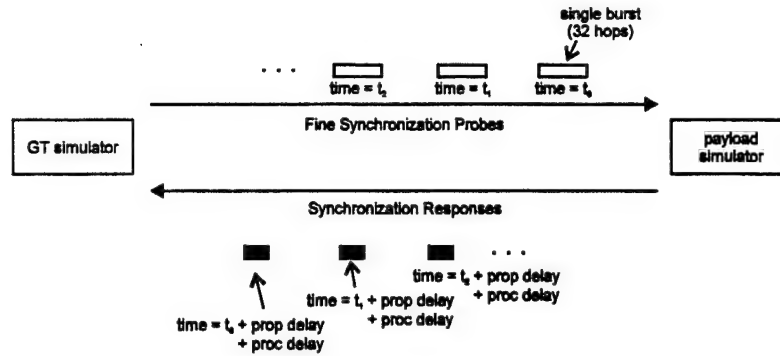 single burst
(32 hops)
. . .
time = t₂
time = t₁
time = t₀
Fine Synchronization Probes
GT simulator
payload
simulator
Synchronization Responses
. . .
time = t₂ + prop delay
+ proc delay
time = t₁ + prop delay
+ proc delay
time = t₀ + prop delay
+ proc delay